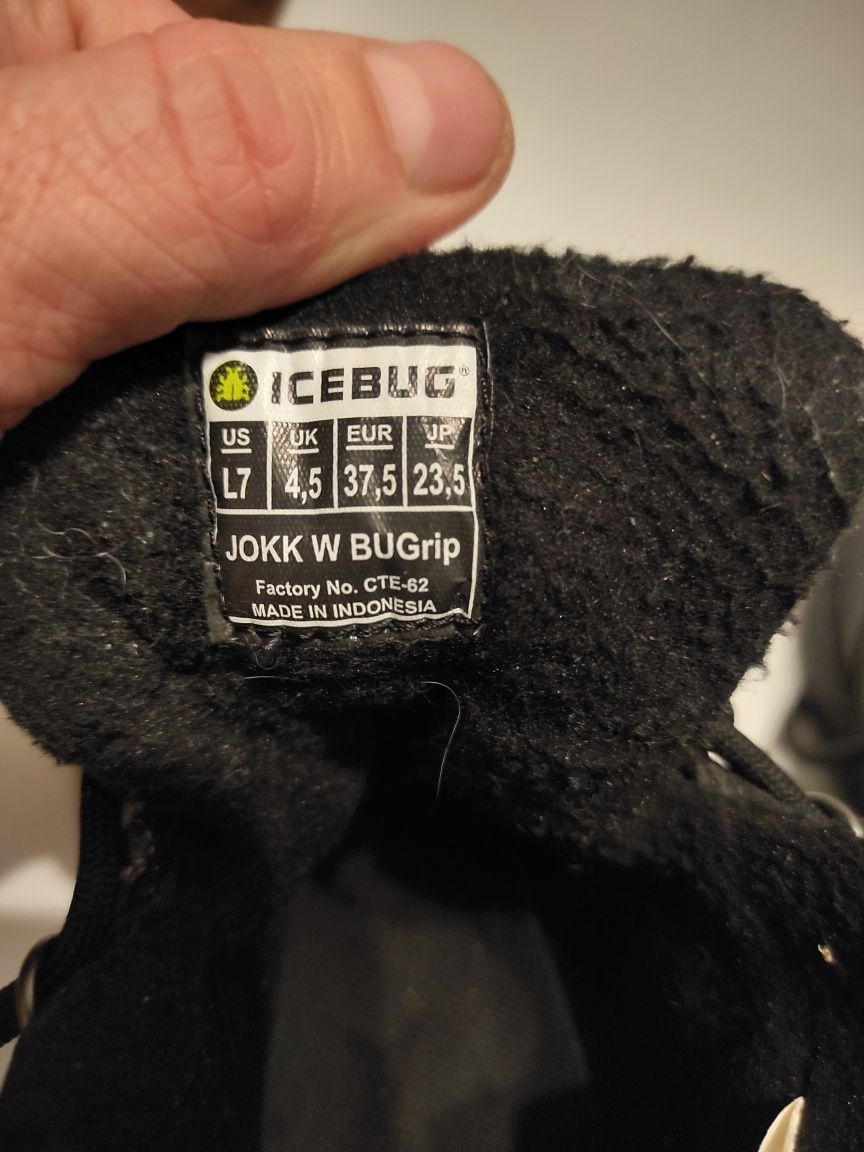 ICEBUG®
US UK EUR JP
L7 4,5 37,5 23,5
JOKK W BUGrip
Factory No. CTE-62
MADE IN INDONESIA